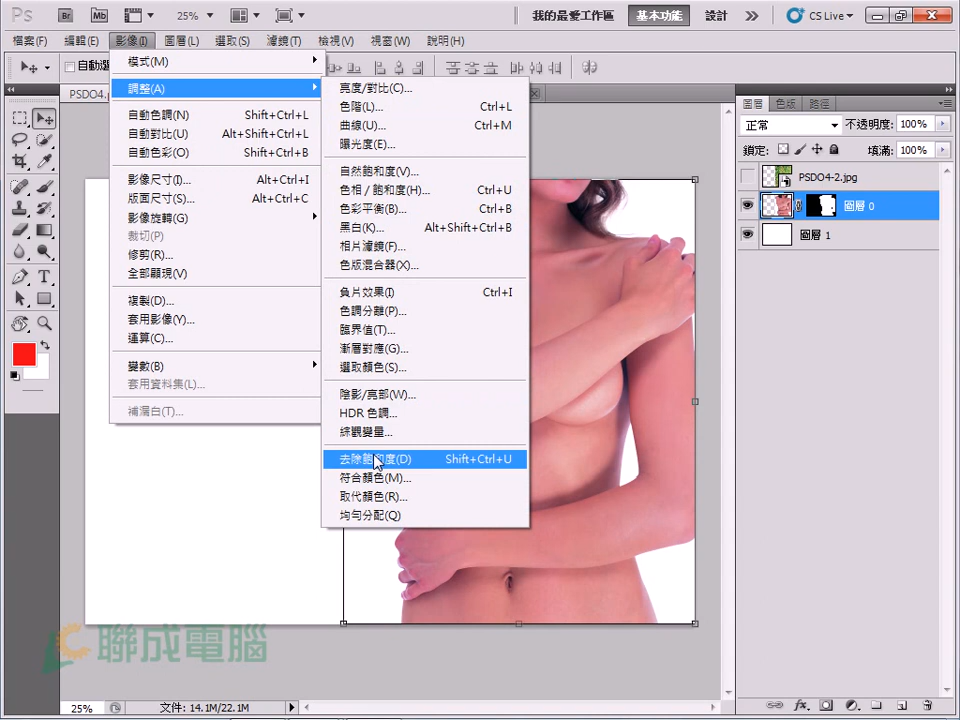 Ps Br Mb 25% 我的最愛工作區 基本功能 設計 CS Live
檔案(F) 編輯(E) 影像(I) 圖層(L) 選取(S) 濾鏡(T) 檢視(V) 視窗(W) 說明(H)
自動選
PSDO4.
模式(M)
調整(A)
自動色調(N) Shift+Ctrl+L
自動對比(U) Alt+Shift+Ctrl+L
自動色彩(O) Shift+Ctrl+B
影像尺寸(I)... Alt+Ctrl+I
版面尺寸(S)... Alt+Ctrl+C
影像旋轉(G)
裁切(P)
修剪(R)...
全部顯現(V)
複製(D)...
套用影像(Y)...
運算(C)...
變數(B)
套用資料集(L)...
補漏白(T)...
亮度/對比(C)...
色階(L)... Ctrl+L
曲線(U)... Ctrl+M
曝光度(E)...
自然飽和度(V)...
色相 / 飽和度(H)... Ctrl+U
色彩平衡(B)... Ctrl+B
黑白(K)... Alt+Shift+Ctrl+B
相片濾鏡(F)...
色版混合器(X)...
負片效果(I) Ctrl+I
色調分離(P)...
臨界值(T)...
漸層對應(G)...
選取顏色(S)...
陰影/亮部(W)...
HDR 色調...
綜觀變量...
去除飽和度(D) Shift+Ctrl+U
符合顏色(M)...
取代顏色(R)...
均勻分配(Q)
圖層 色版 路徑
正常 不透明度: 100%
鎖定: 填滿: 100%
PSDO4-2.jpg
圖層 0
圖層 1
聯成電腦
25% 文件: 14.1M/22.1M
fx